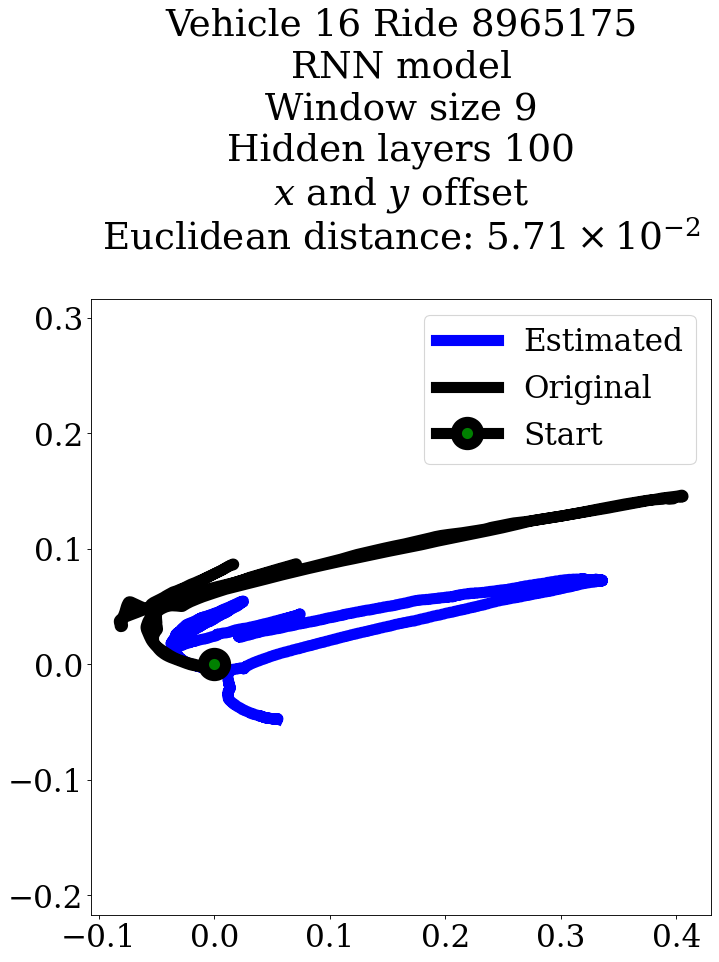 Vehicle 16 Ride 8965175
RNN model
Window size 9
Hidden layers 100
x and y offset
Euclidean distance: 5.71 × 10⁻²
Estimated
Original
Start
0.3
0.2
0.1
0.0
−0.1
−0.2
−0.1 0.0 0.1 0.2 0.3 0.4